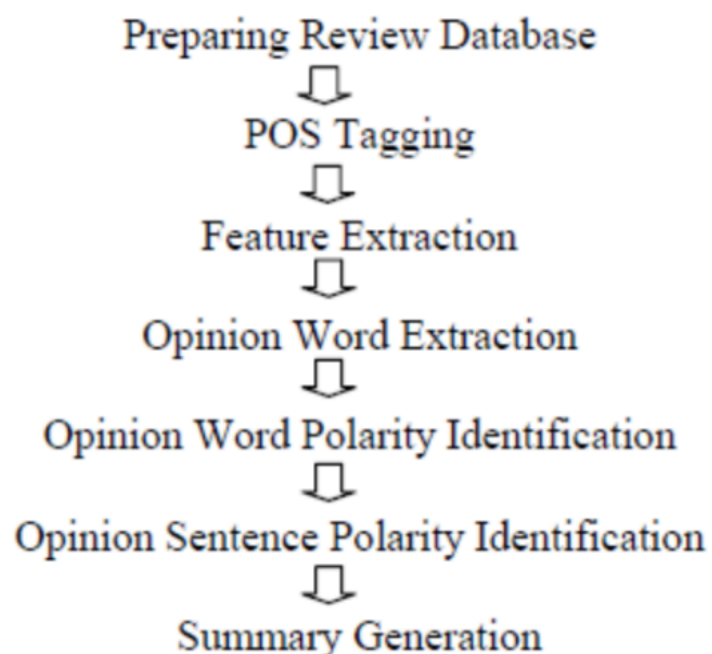 Preparing Review Database
POS Tagging
Feature Extraction
Opinion Word Extraction
Opinion Word Polarity Identification
Opinion Sentence Polarity Identification
Summary Generation